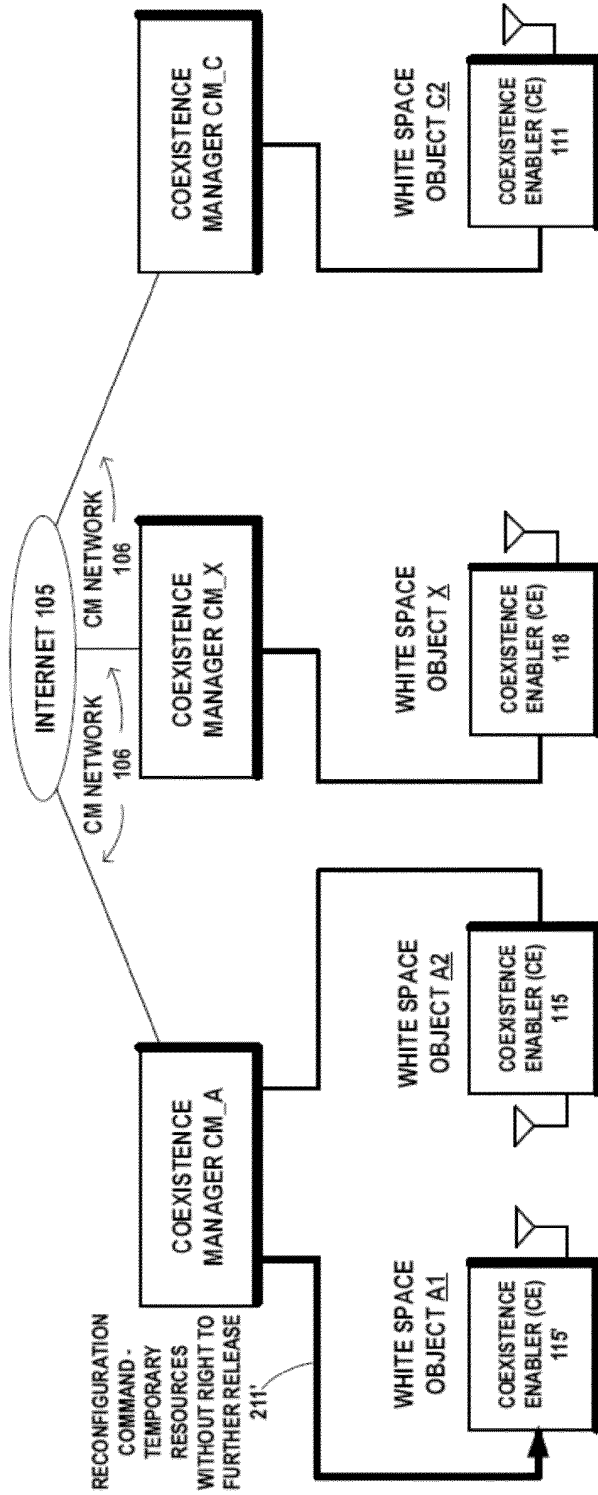 INTERNET 105
CM NETWORK
106
CM NETWORK
106
RECONFIGURATION
COMMAND -
TEMPORARY
RESOURCES
WITHOUT RIGHT TO
FURTHER RELEASE
211'
COEXISTENCE
MANAGER CM_A
COEXISTENCE
MANAGER CM_X
COEXISTENCE
MANAGER CM_C
WHITE SPACE
OBJECT A1
COEXISTENCE
ENABLER (CE)
115'
WHITE SPACE
OBJECT A2
COEXISTENCE
ENABLER (CE)
115
WHITE SPACE
OBJECT X
COEXISTENCE
ENABLER (CE)
118
WHITE SPACE
OBJECT C2
COEXISTENCE
ENABLER (CE)
111